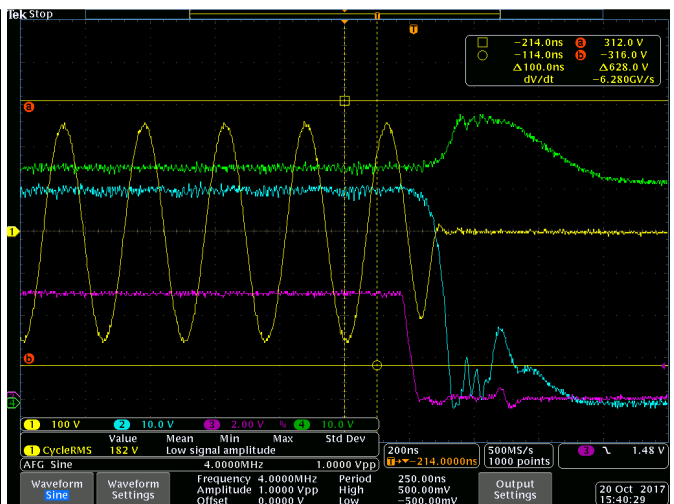 Tek Stop
T
T
−214.0ns a 312.0 V
−114.0ns b −316.0 V
Δ100.0ns Δ628.0 V
dV/dt −6.280GV/s
a
1
b
4
1 100 V 2 10.0 V 3 2.00 V % 4 10.0 V
Value Mean Min Max Std Dev
1 CycleRMS 182 V Low signal amplitude
200ns 500MS/s 3 1.48 V
T→▼−214.0000ns 1000 points
AFG Sine 4.0000MHz 1.0000 Vpp
Waveform Waveform Frequency 4.0000MHz Period 250.00ns Output
Sine Settings Amplitude 1.0000 Vpp High 500.00mV Settings
Offset 0.0000 V Low −500.00mV
20 Oct 2017
15:40:29